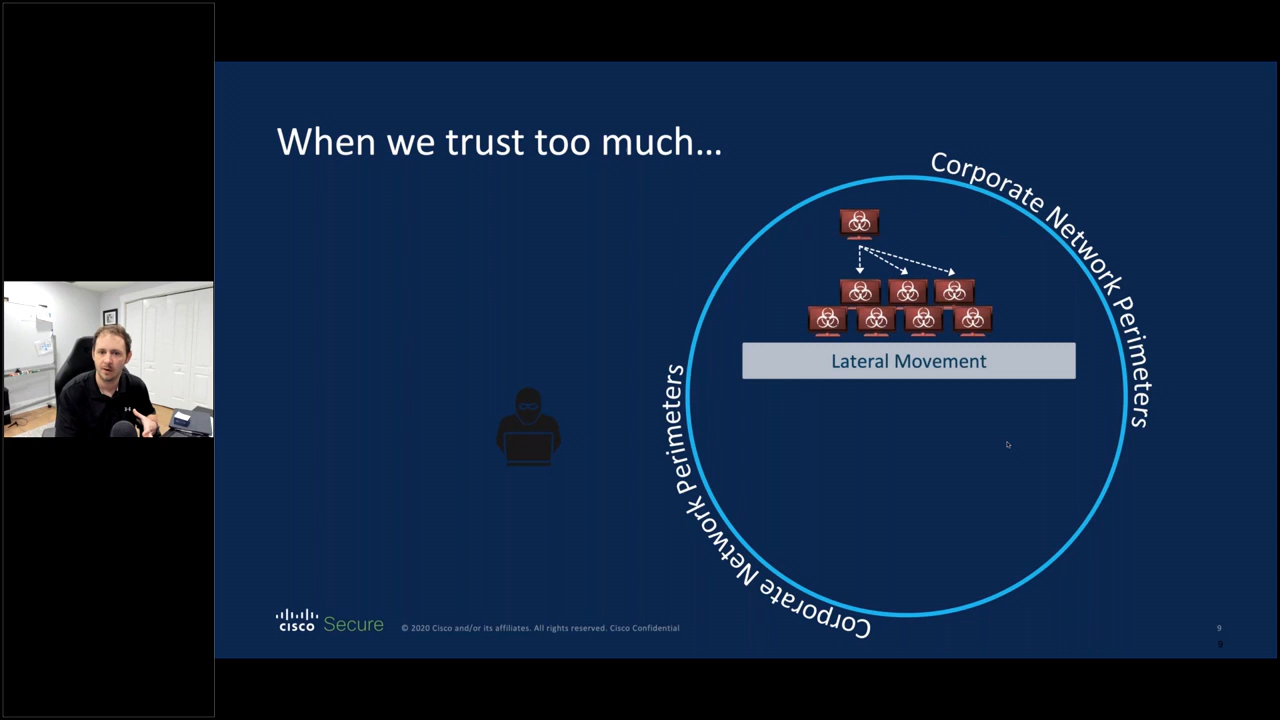 When we trust too much…
Corporate Network Perimeters
Lateral Movement
Corporate Network Perimeters
CISCO Secure
© 2020 Cisco and/or its affiliates. All rights reserved. Cisco Confidential
9
9